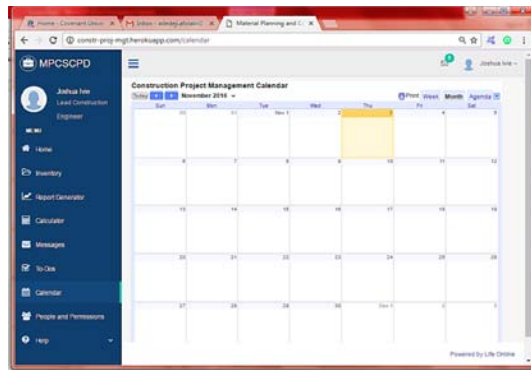 Home - Covenant Unive
Inbox - adedeji.afolabi@
Material Planning and C
constr-proj-mgt.herokuapp.com/calendar
MPCSCPD
Joshua Ivie
Joshua Ivie
Lead Construction
Engineer
MENU
Home
Inventory
Report Generator
Calculator
Messages
To-Dos
Calendar
People and Permissions
Help
Construction Project Management Calendar
Today November 2016 Print Week Month Agenda
Sun Mon Tue Wed Thu Fri Sat
30 31 Nov 1 2 3 4 5
6 7 8 9 10 11 12
13 14 15 16 17 18 19
20 21 22 23 24 25 26
27 28 29 30 Dec 1 2 3
Powered by Life Online